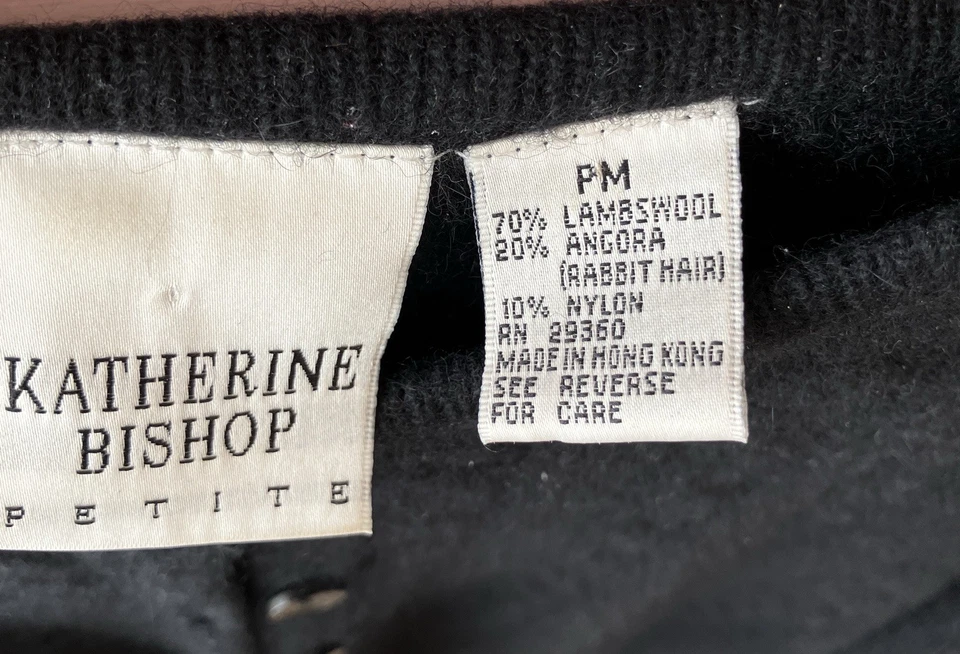 KATHERINE
BISHOP
PETITE
PM
70% LAMBSWOOL
20% ANGORA
(RABBIT HAIR)
10% NYLON
RN 29360
MADE IN HONG KONG
SEE REVERSE
FOR CARE